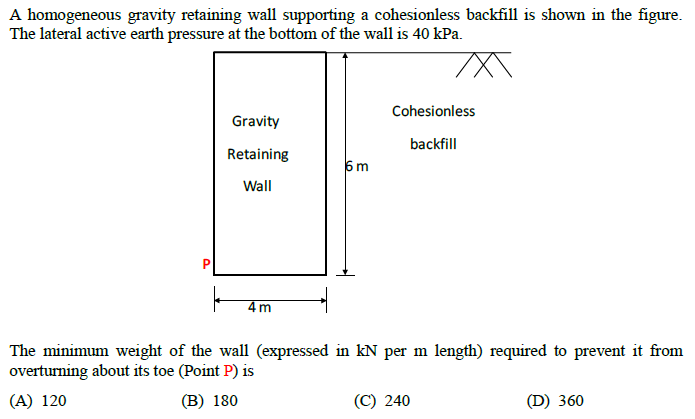 A homogeneous gravity retaining wall supporting a cohesionless backfill is shown in the figure.
The lateral active earth pressure at the bottom of the wall is 40 kPa.
Gravity
Retaining
Wall
Cohesionless
backfill
6 m
P
4 m
The minimum weight of the wall (expressed in kN per m length) required to prevent it from
overturning about its toe (Point P) is
(A) 120 (B) 180 (C) 240 (D) 360